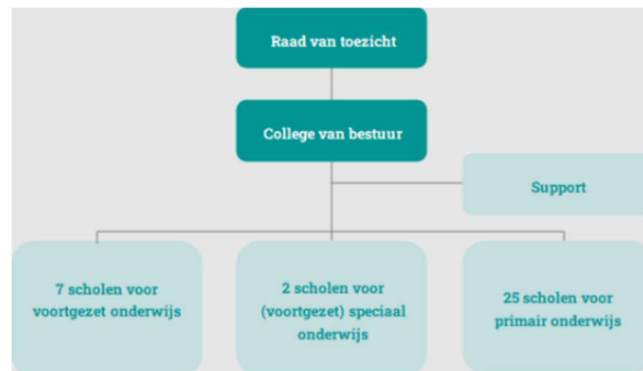 Raad van toezicht
College van bestuur
Support
7 scholen voor
voortgezet onderwijs
2 scholen voor
(voortgezet) speciaal
onderwijs
25 scholen voor
primair onderwijs